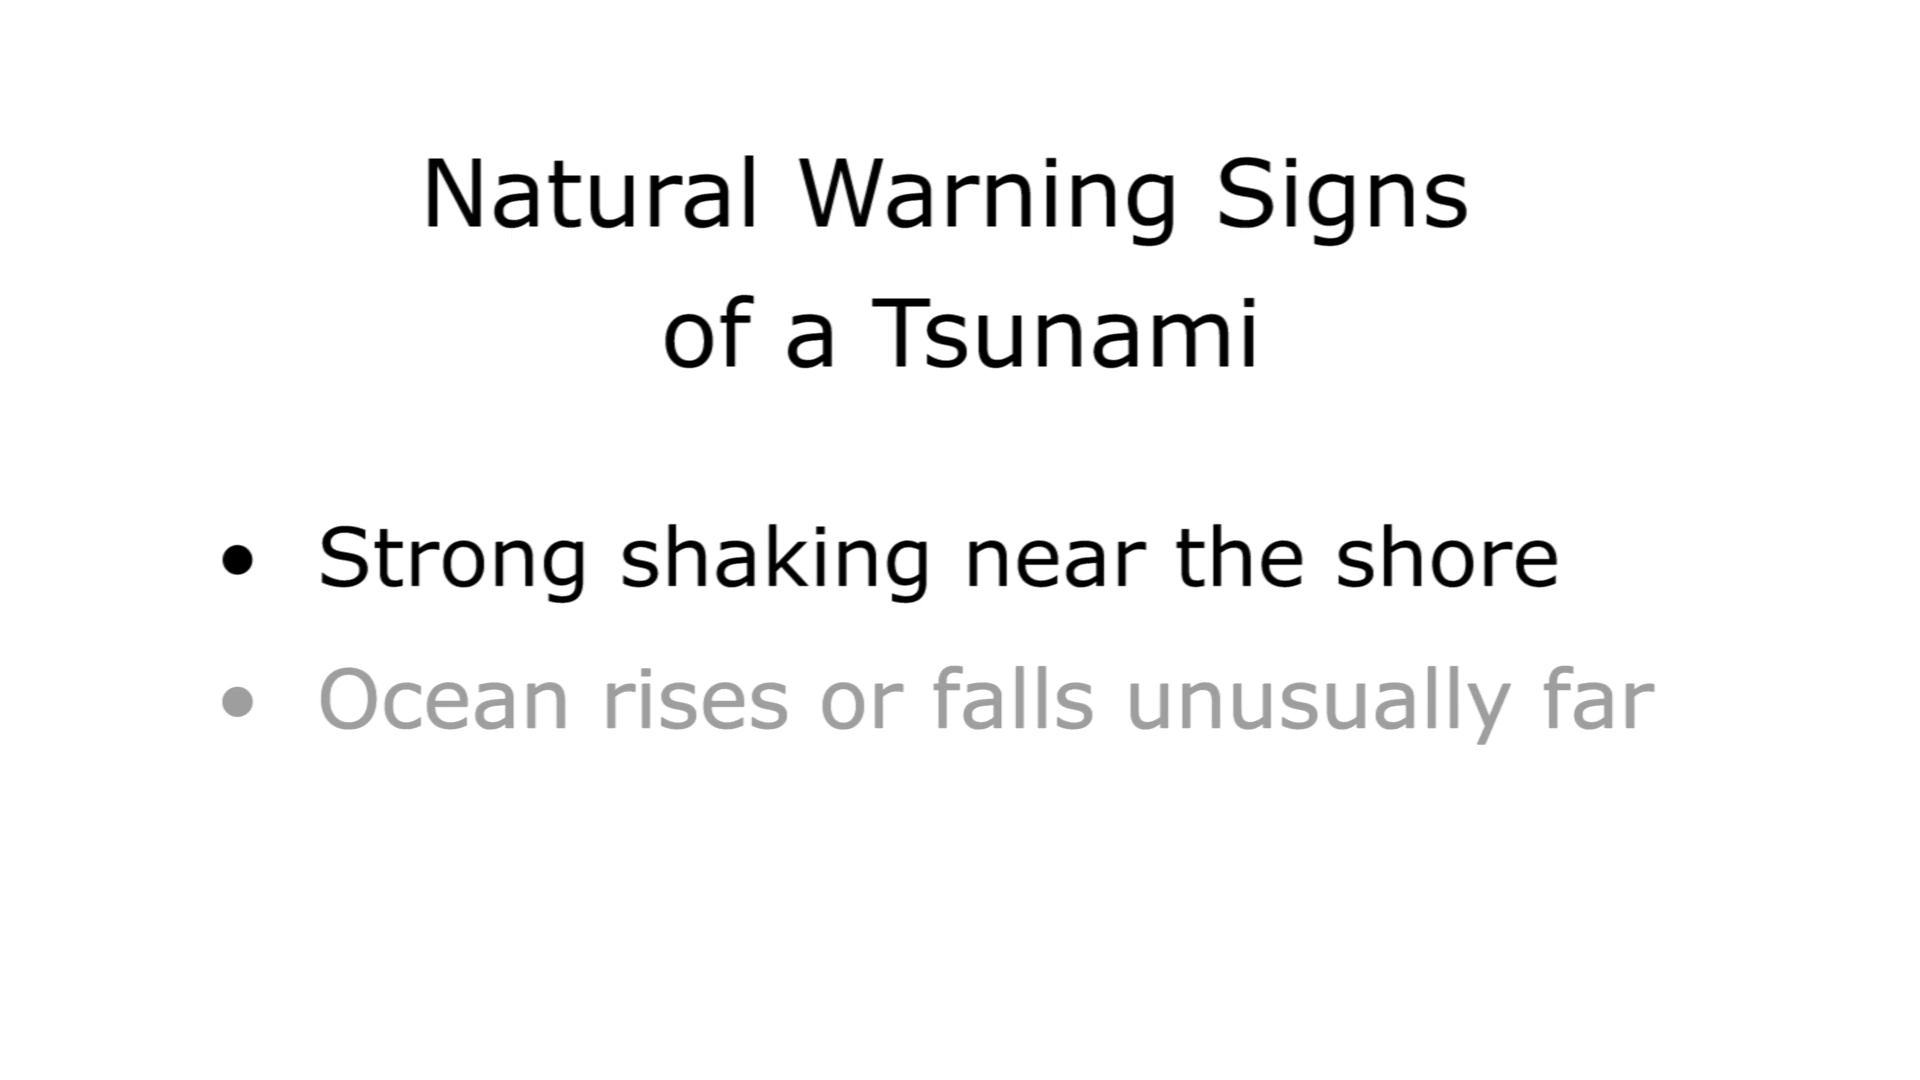 Natural Warning Signs
of a Tsunami
• Strong shaking near the shore
• Ocean rises or falls unusually far